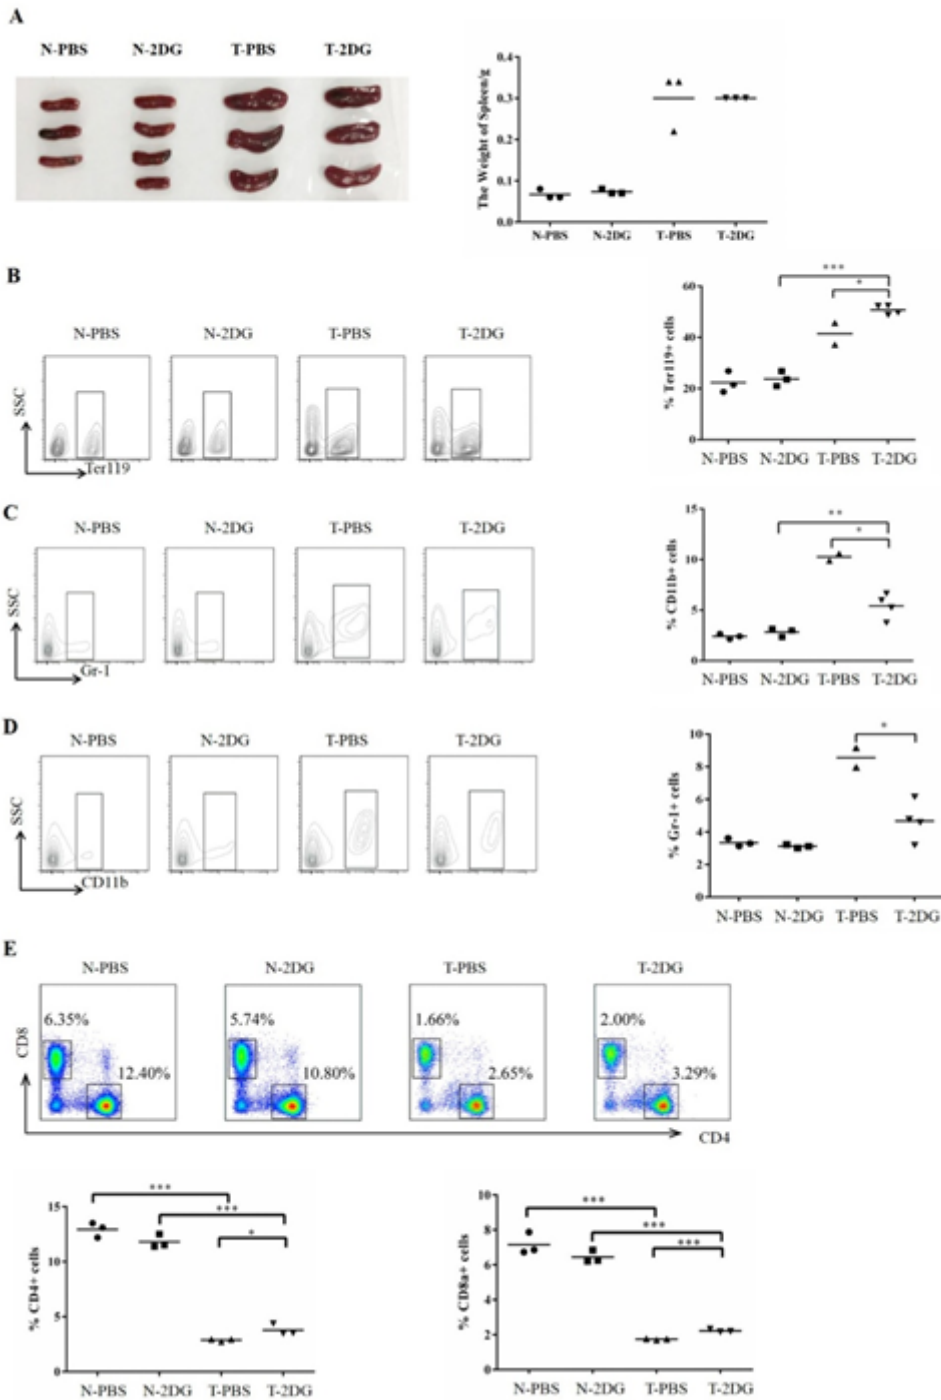 A
N-PBS N-2DG T-PBS T-2DG
The Weight of Spleen/g
0.4
0.3
0.2
0.1
0.0
N-PBS N-2DG T-PBS T-2DG
B
N-PBS N-2DG T-PBS T-2DG
SSC
Ter119
% Ter119+ cells
60
40
20
0
***
*
N-PBS N-2DG T-PBS T-2DG
C
N-PBS N-2DG T-PBS T-2DG
SSC
Gr-1
% CD11b+ cells
15
10
5
0
**
*
N-PBS N-2DG T-PBS T-2DG
D
N-PBS N-2DG T-PBS T-2DG
SSC
CD11b
% Gr-1+ cells
10
8
6
4
2
0
*
N-PBS N-2DG T-PBS T-2DG
E
N-PBS N-2DG T-PBS T-2DG
CD8
6.35% 5.74% 1.66% 2.00%
12.40% 10.80% 2.65% 3.29%
CD4
% CD4+ cells
15
10
5
0
***
***
*
N-PBS N-2DG T-PBS T-2DG
% CD8a+ cells
10
8
6
4
2
0
***
***
***
N-PBS N-2DG T-PBS T-2DG